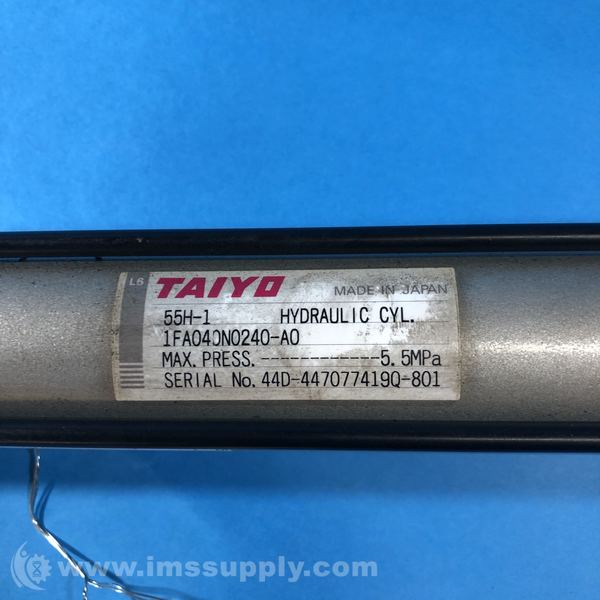 L6 TAIYO MADE IN JAPAN
55H-1 HYDRAULIC CYL.
1FA040N0240-A0
MAX. PRESS.-------------5.5MPa
SERIAL No. 44D-447077419Q-801
www.imssupply.com